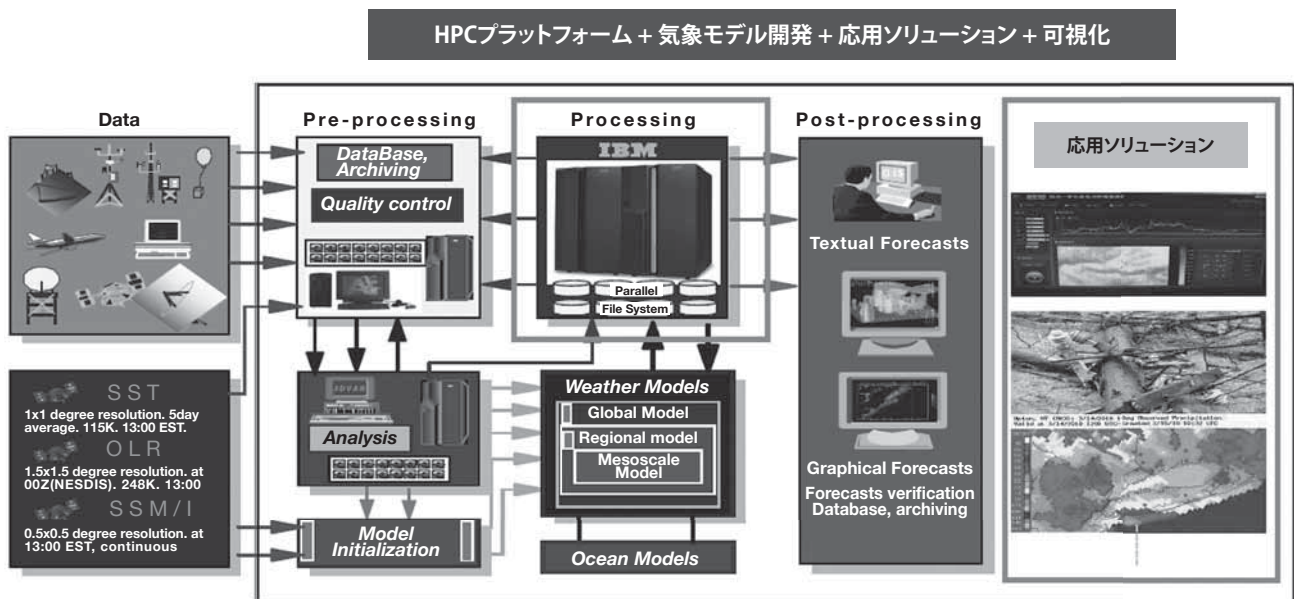 HPCプラットフォーム + 気象モデル開発 + 応用ソリューション + 可視化
Data
Pre-processing
Processing
Post-processing
応用ソリューション
DataBase,
Archiving
Quality control
IBM
Parallel
File System
Textual Forecasts
Graphical Forecasts
Forecasts verification
Database, archiving
SST
1x1 degree resolution. 5day
average. 115K. 13:00 EST.
OLR
1.5x1.5 degree resolution. at
00Z(NESDIS). 248K. 13:00
SSM/I
0.5x0.5 degree resolution. at
13:00 EST, continuous
3DVAR
Analysis
Model
Initialization
Weather Models
Global Model
Regional model
Mesoscale
Model
Ocean Models